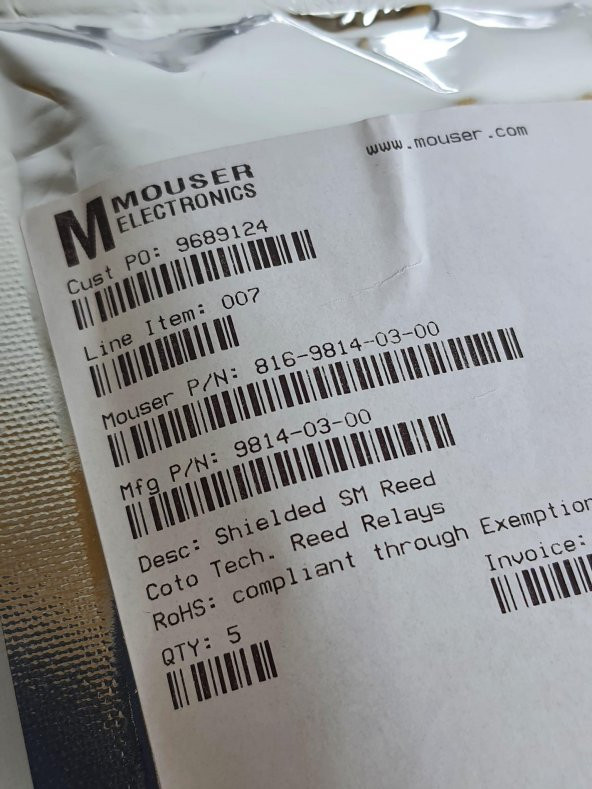 www.mouser.com
M MOUSER
ELECTRONICS
Cust PO: 9689124
Line Item: 007
Mouser P/N: 816-9814-03-00
Mfg P/N: 9814-03-00
Desc: Shielded SM Reed
Coto Tech. Reed Relays
RoHS: compliant through Exemption
Invoice:
QTY: 5